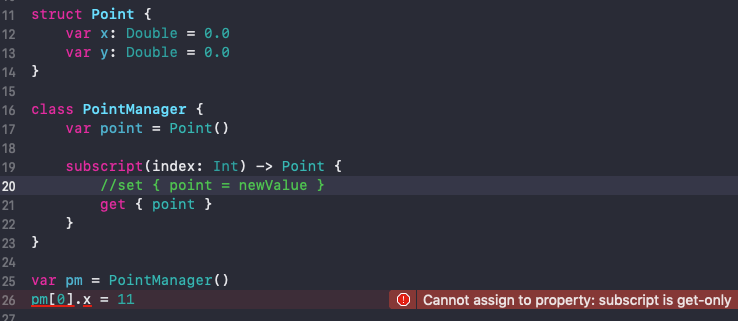 11 struct Point {
12     var x: Double = 0.0
13     var y: Double = 0.0
14 }
15
16 class PointManager {
17     var point = Point()
18
19     subscript(index: Int) -> Point {
20         //set { point = newValue }
21         get { point }
22     }
23 }
24
25 var pm = PointManager()
26 pm[0].x = 11 Cannot assign to property: subscript is get-only
27